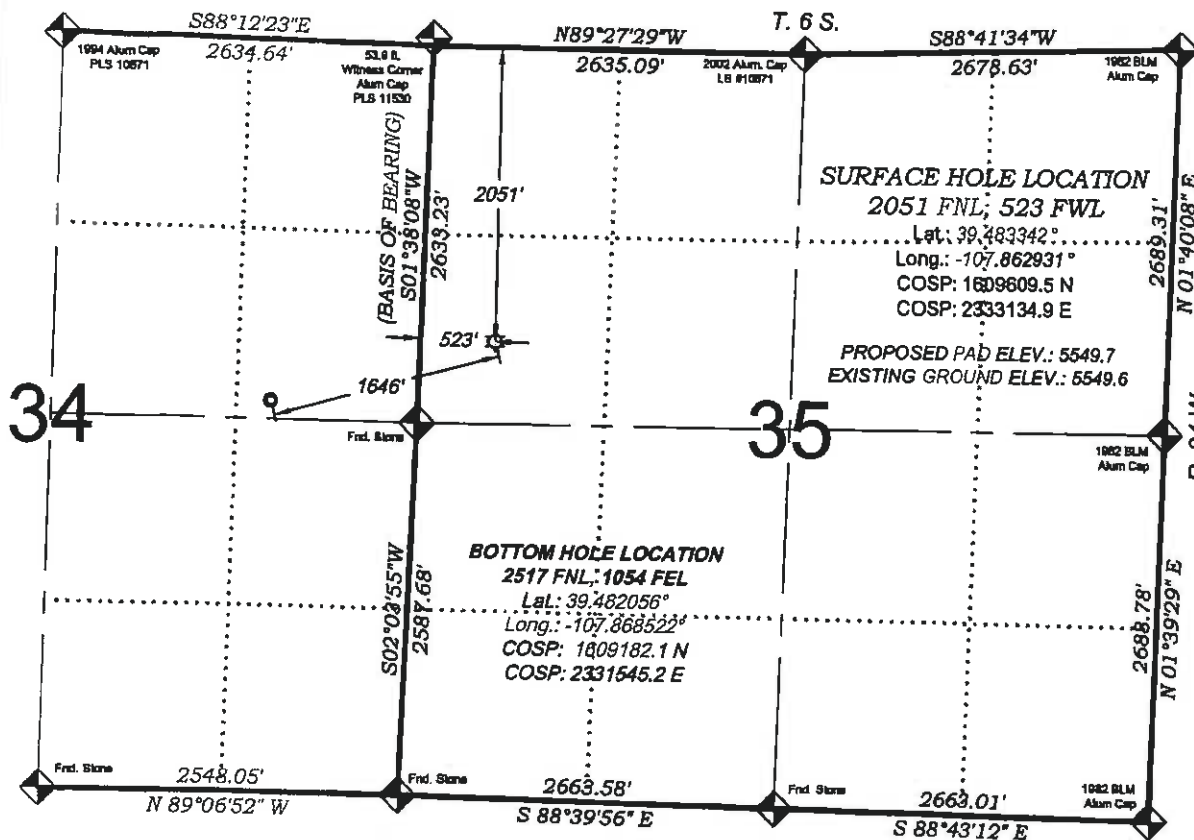 T. 6 S.
S88°12'23"E
2634.64'
N89°27'29"W
2635.09'
S88°41'34"W
2678.63'
1994 Alum Cap
PLS 10871
53.9 ft.
Witness Corner
Alum Cap
PLS 11530
2002 Alum. Cap
LS #10871
1982 BLM
Alum Cap
(BASIS OF BEARING)
S01°38'08"W
2633.23'
2051'
523'
1646'
SURFACE HOLE LOCATION
2051 FNL, 523 FWL
Lat.: 39.483342°
Long.: -107.862931°
COSP: 1609609.5 N
COSP: 2333134.9 E
PROPOSED PAD ELEV.: 5549.7
EXISTING GROUND ELEV.: 5549.6
2689.31'
N 01°40'08" E
34
Fnd. Stone
35
1982 BLM
Alum Cap
BOTTOM HOLE LOCATION
2517 FNL, 1054 FEL
Lat.: 39.482056°
Long.: -107.868522°
COSP: 1609182.1 N
COSP: 2331545.2 E
S02°03'55"W
2587.68'
2688.78'
N 01°39'29" E
Fnd. Stone
2548.05'
N 89°06'52" W
Fnd. Stone
2663.58'
S 88°39'56" E
Fnd. Stone
2663.01'
S 88°43'12" E
1982 BLM
Alum Cap